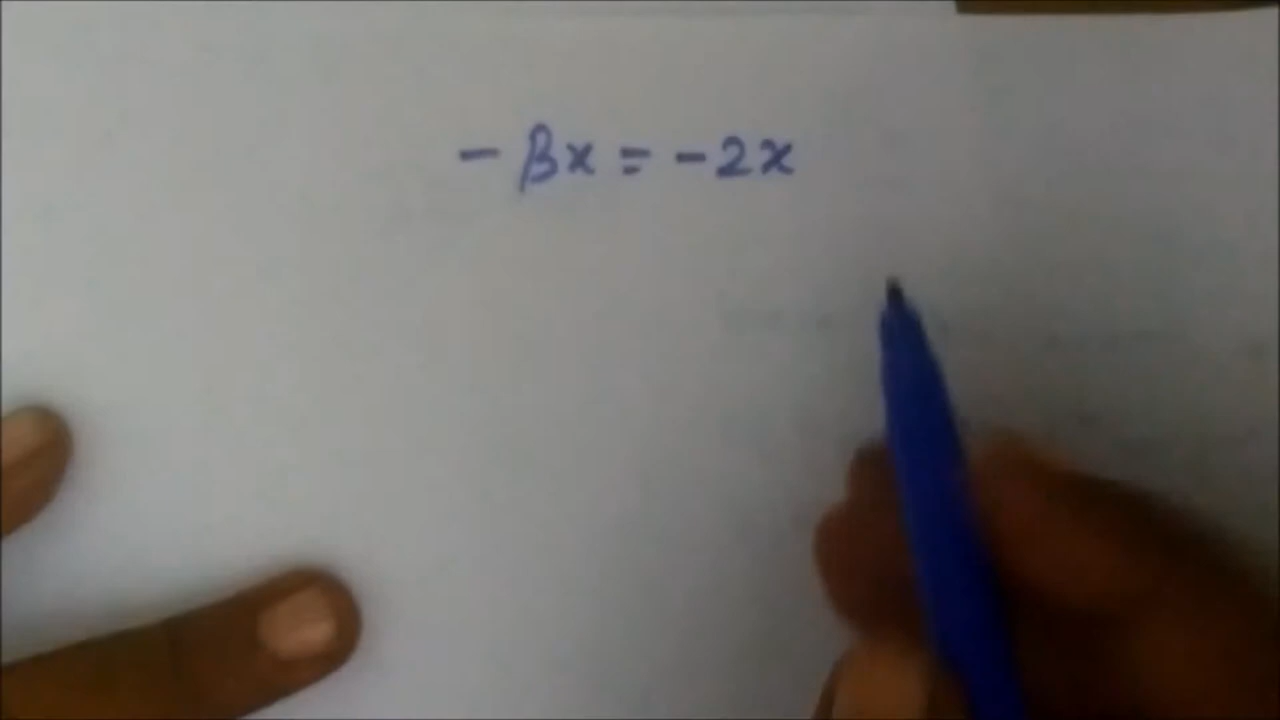 - βx = -2x